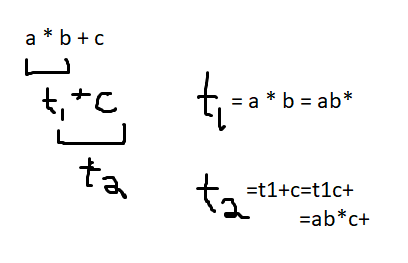 a * b + c
t1 + c
t2
t1 = a * b = ab*
t2 =t1+c=t1c+
=ab*c+